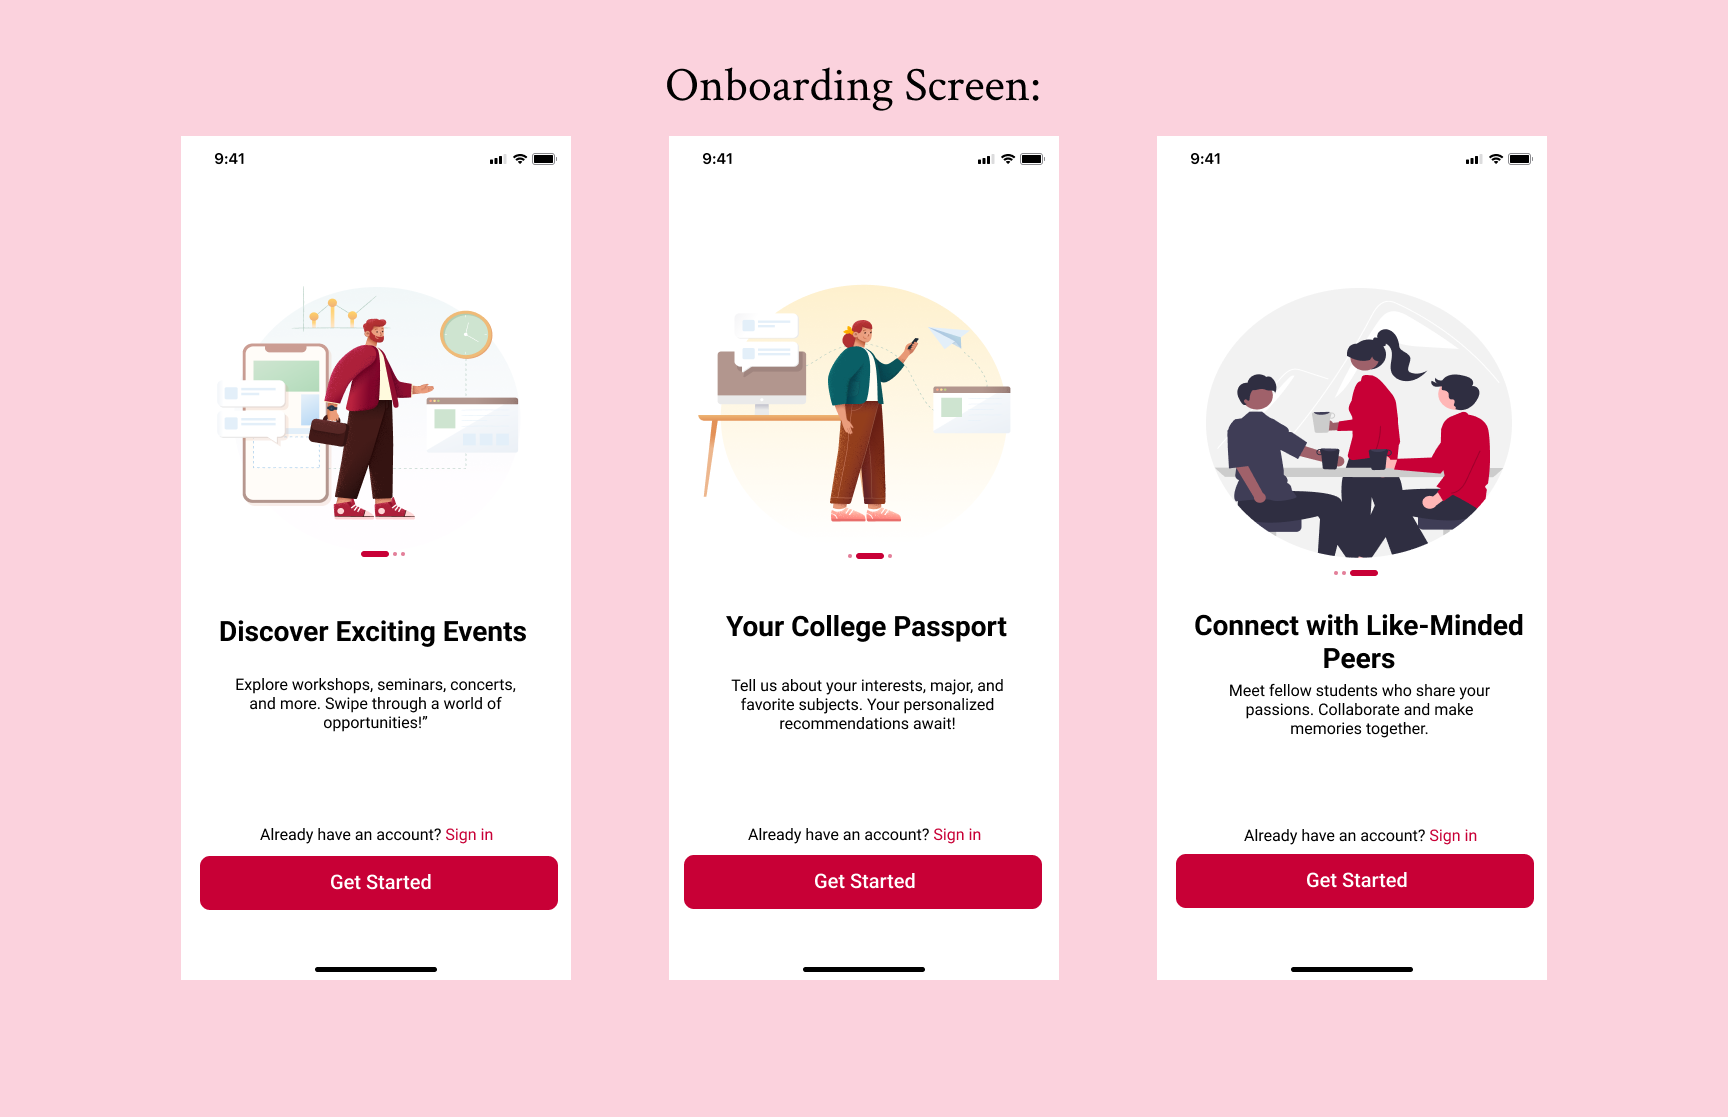 Onboarding Screen:
9:41
Discover Exciting Events
Explore workshops, seminars, concerts,
and more. Swipe through a world of
opportunities!”
Already have an account? Sign in
Get Started
9:41
Your College Passport
Tell us about your interests, major, and
favorite subjects. Your personalized
recommendations await!
Already have an account? Sign in
Get Started
9:41
Connect with Like-Minded
Peers
Meet fellow students who share your
passions. Collaborate and make
memories together.
Already have an account? Sign in
Get Started